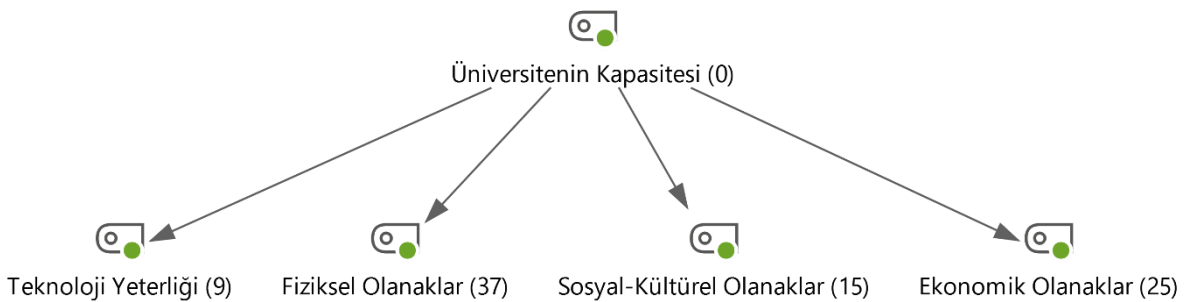 Üniversitenin Kapasitesi (0)
Teknoloji Yeterliği (9)
Fiziksel Olanaklar (37)
Sosyal-Kültürel Olanaklar (15)
Ekonomik Olanaklar (25)